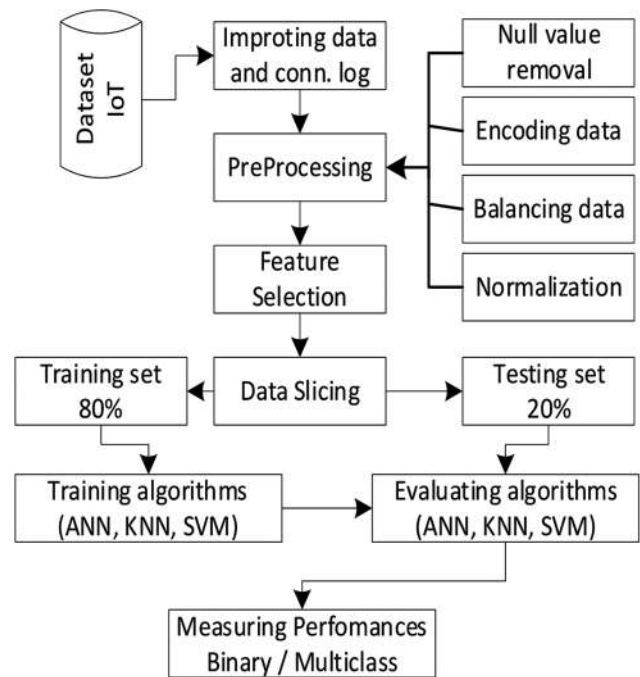 Dataset
IoT
Improting data
and conn. log
Null value
removal
Encoding data
PreProcessing
Balancing data
Feature
Selection
Normalization
Training set
80%
Data Slicing
Testing set
20%
Training algorithms
(ANN, KNN, SVM)
Evaluating algorithms
(ANN, KNN, SVM)
Measuring Perfomances
Binary / Multiclass